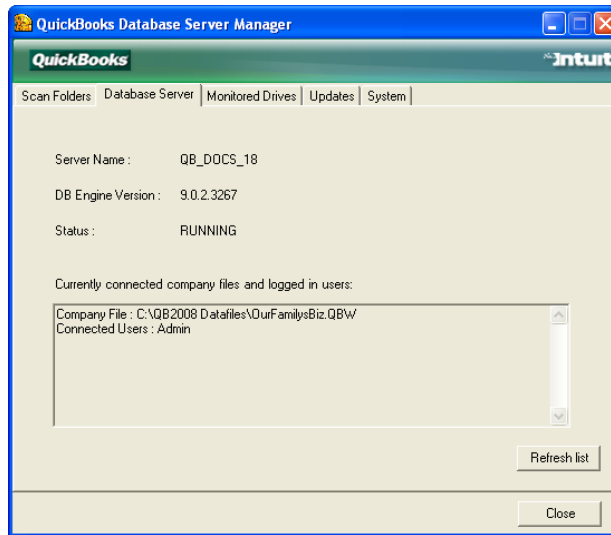 QuickBooks Database Server Manager
QuickBooks Intuit
Scan Folders Database Server Monitored Drives Updates System
Server Name : QB_DOCS_18
DB Engine Version : 9.0.2.3267
Status : RUNNING
Currently connected company files and logged in users:
Company File : C:\QB2008 Datafiles\OurFamilysBiz.QBW
Connected Users : Admin
Refresh list
Close